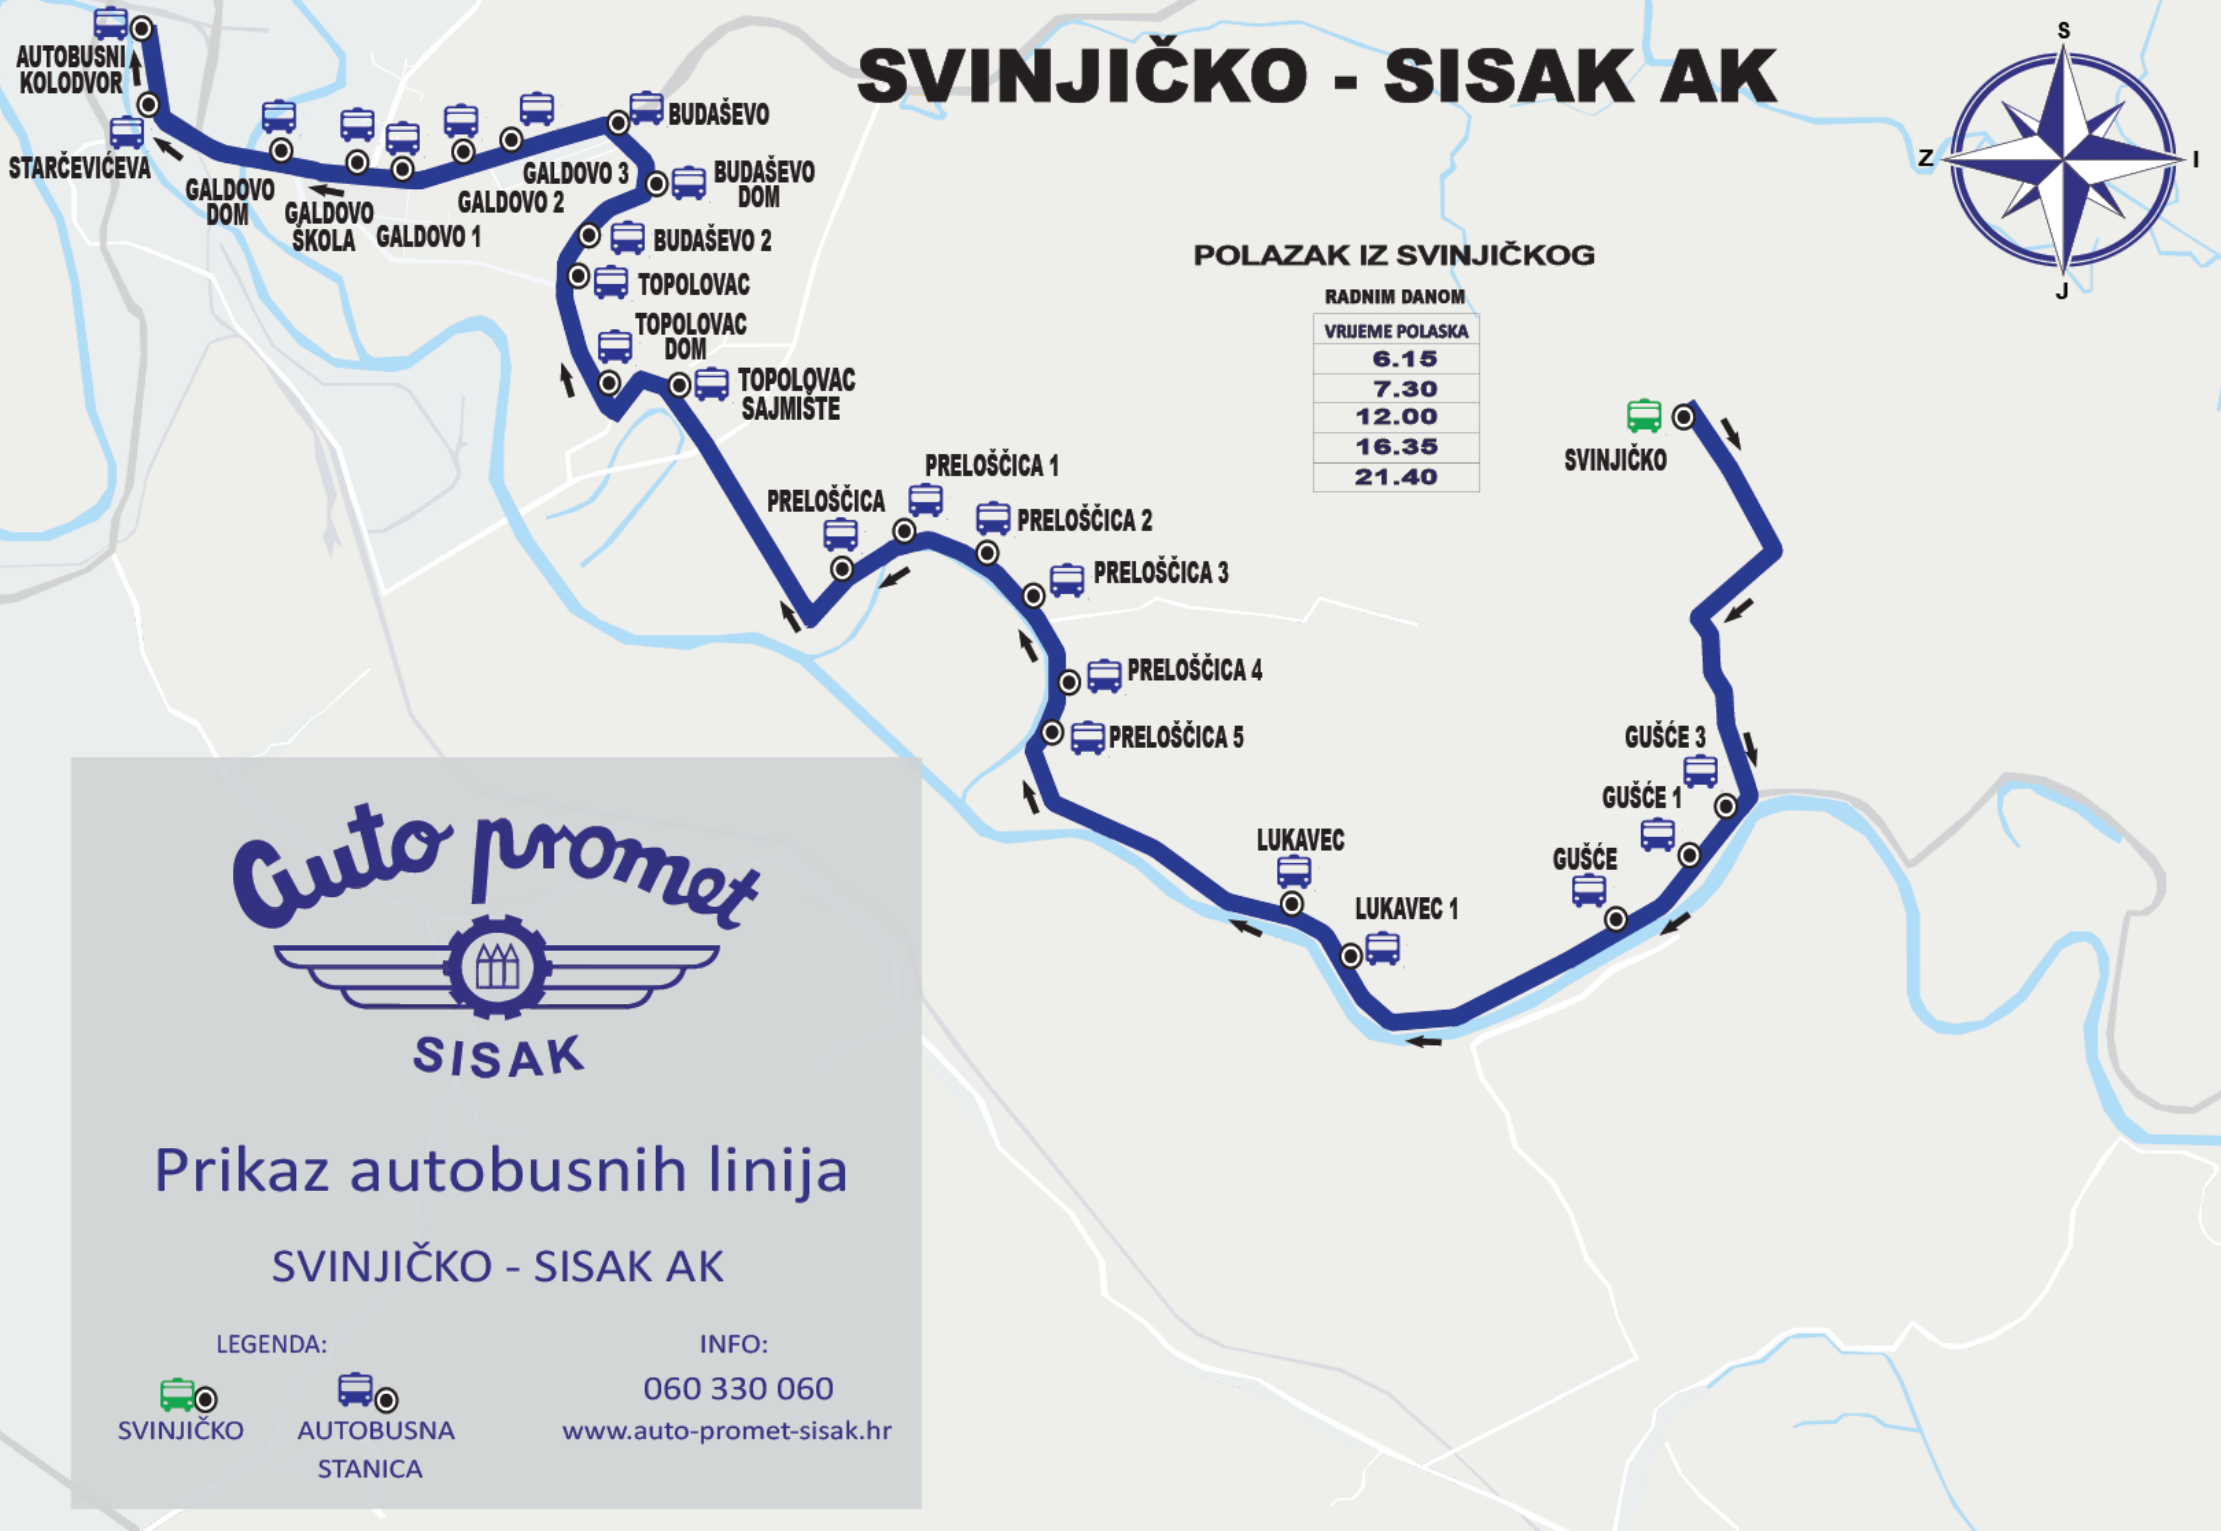 SVINJIČKO - SISAK AK
S
Z
I
J
AUTOBUSNI
KOLODVOR
STARČEVIĆEVA
GALDOVO
DOM
GALDOVO
ŠKOLA
GALDOVO 1
GALDOVO 2
GALDOVO 3
BUDAŠEVO
BUDAŠEVO
DOM
BUDAŠEVO 2
TOPOLOVAC
TOPOLOVAC
DOM
TOPOLOVAC
SAJMIŠTE
POLAZAK IZ SVINJIČKOG
RADNIM DANOM
VRIJEME POLASKA
6.15
7.30
12.00
16.35
21.40
SVINJIČKO
PRELOŠČICA
PRELOŠČICA 1
PRELOŠČICA 2
PRELOŠČICA 3
PRELOŠČICA 4
PRELOŠČICA 5
GUŠĆE 3
GUŠĆE 1
GUŠĆE
LUKAVEC
LUKAVEC 1
Auto promet
SISAK
Prikaz autobusnih linija
SVINJIČKO - SISAK AK
LEGENDA:
SVINJIČKO
AUTOBUSNA
STANICA
INFO:
060 330 060
www.auto-promet-sisak.hr